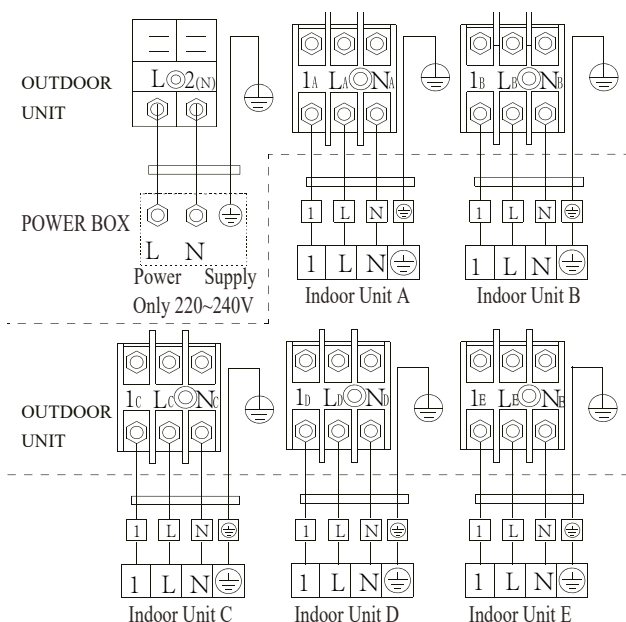 OUTDOOR
UNIT
L 2(N)
1A LA NA
1B LB NB
POWER BOX
L N
Power Supply
Only 220~240V
1 L N
1 L N
Indoor Unit A
1 L N
1 L N
Indoor Unit B
OUTDOOR
UNIT
1C LC NC
1D LD ND
1E LE NE
1 L N
1 L N
Indoor Unit C
1 L N
1 L N
Indoor Unit D
1 L N
1 L N
Indoor Unit E